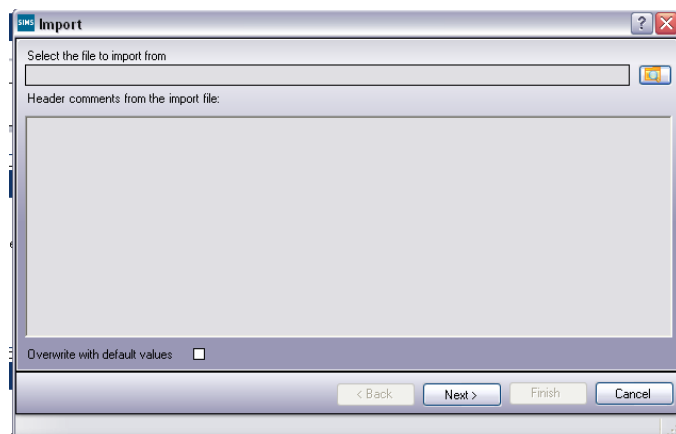 SIMS Import
?
Select the file to import from
Header comments from the import file:
Overwrite with default values
< Back Next > Finish Cancel